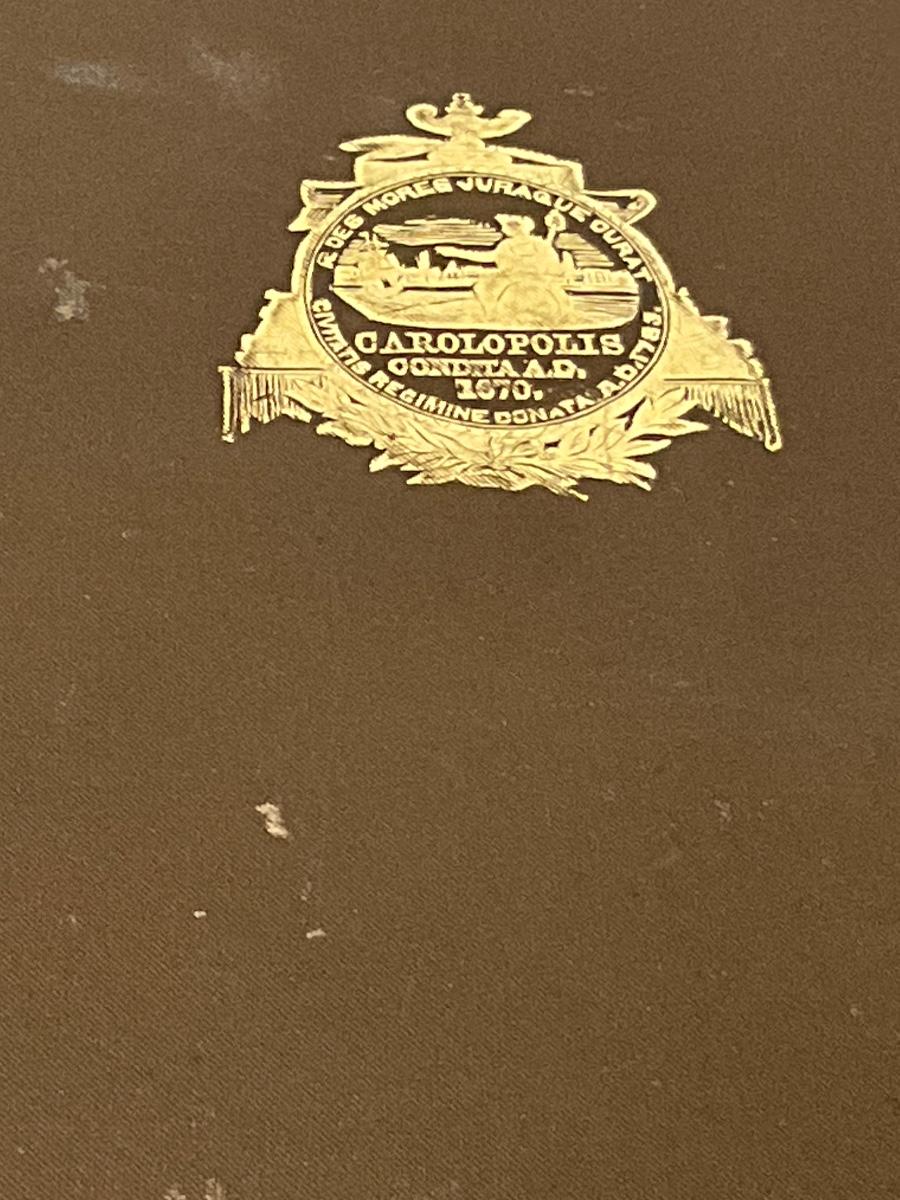 ÆDES MORES JURAQUE CURAT
CAROLOPOLIS
CONDITA A.D.
1670.
CIVITATIS REGIMINE DONATA A.D. 1783.